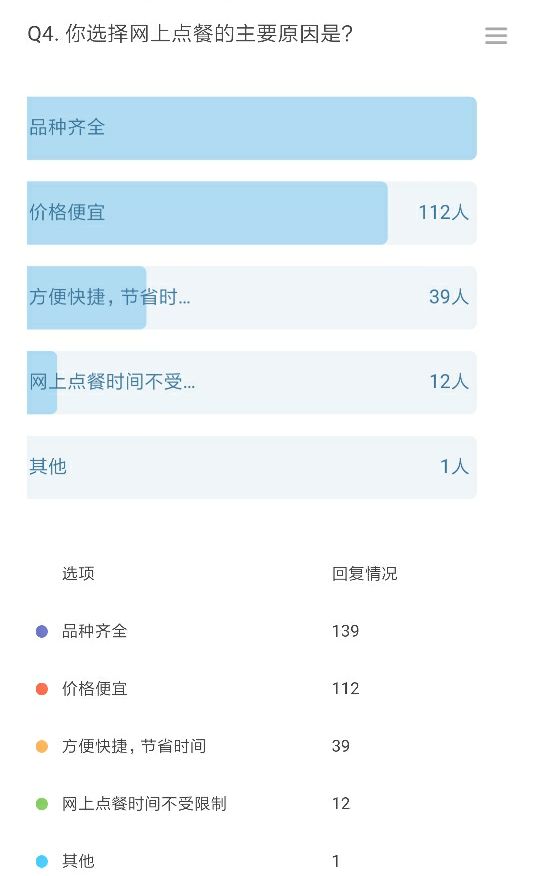 Q4. 你选择网上点餐的主要原因是?
品种齐全
价格便宜 112人
方便快捷，节省时... 39人
网上点餐时间不受... 12人
其他 1人
选项 回复情况
品种齐全 139
价格便宜 112
方便快捷，节省时间 39
网上点餐时间不受限制 12
其他 1